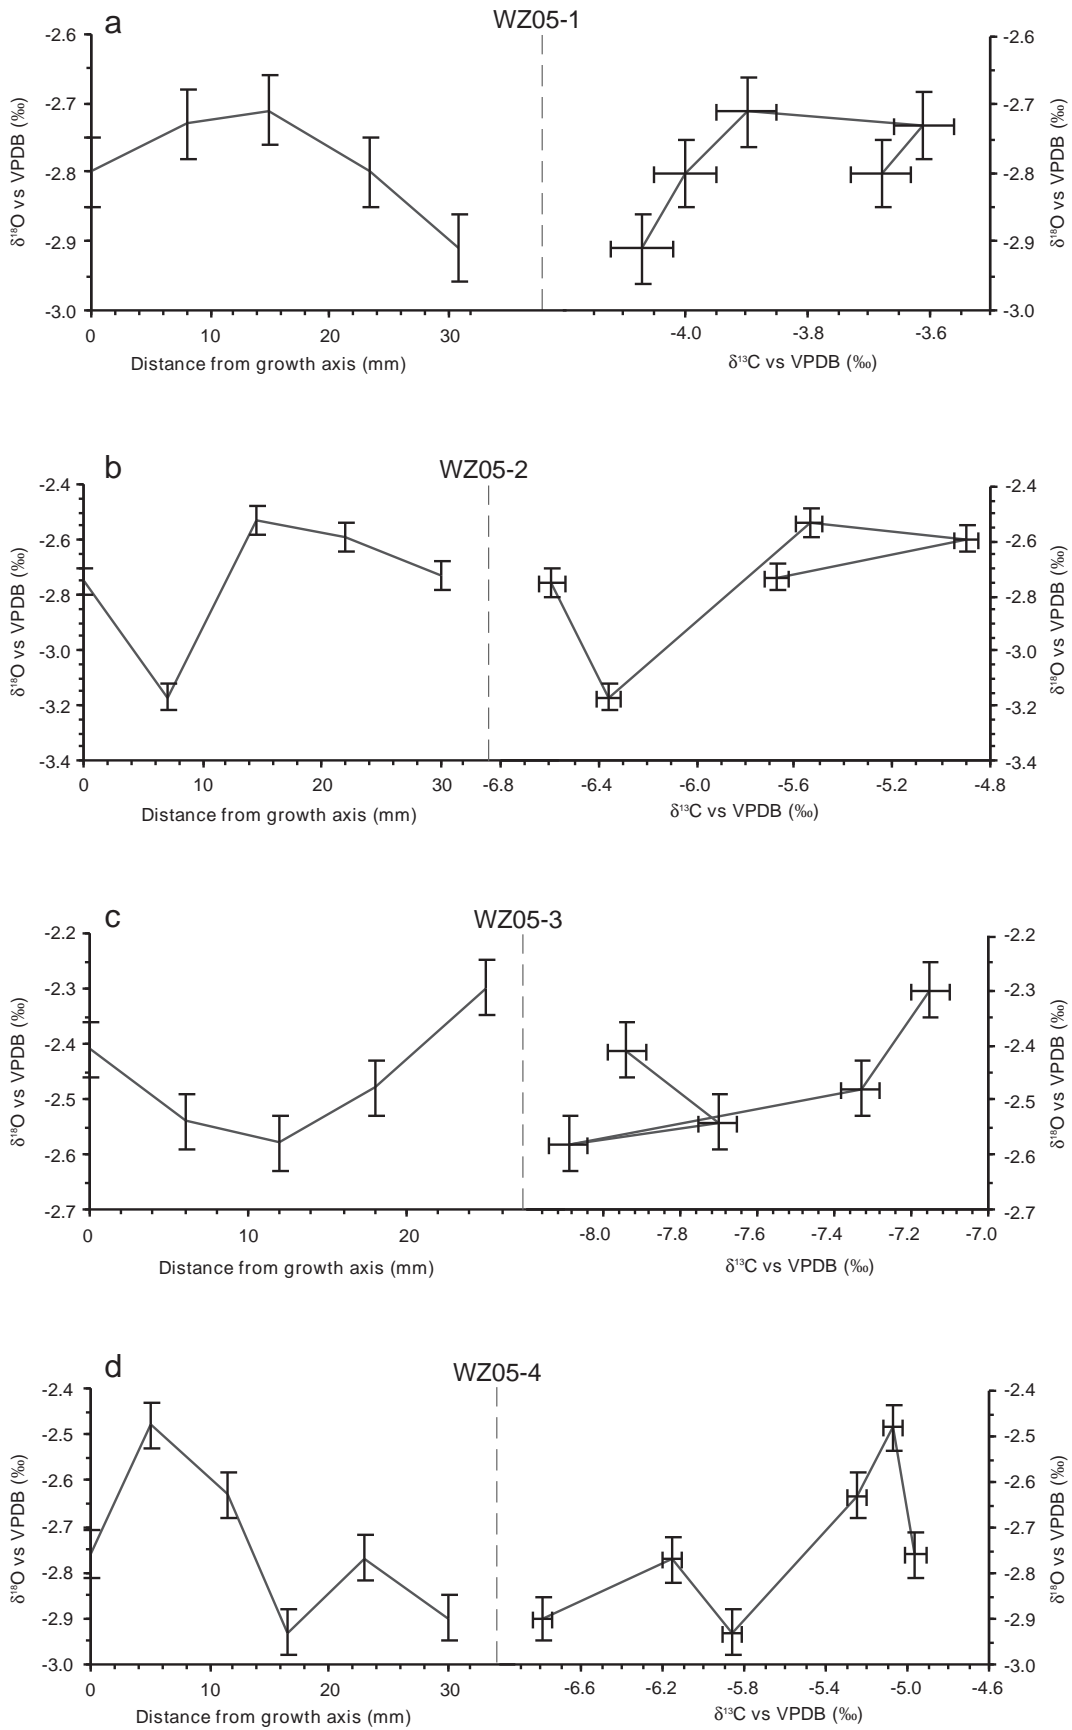 a
WZ05-1
-2.6
-2.7
-2.8
-2.9
-3.0
δ¹⁸O vs VPDB (‰)
0 10 20 30
Distance from growth axis (mm)
-2.6
-2.7
-2.8
-2.9
-3.0
δ¹⁸O vs VPDB (‰)
-4.0 -3.8 -3.6
δ¹³C vs VPDB (‰)
b
WZ05-2
-2.4
-2.6
-2.8
-3.0
-3.2
-3.4
δ¹⁸O vs VPDB (‰)
0 10 20 30
Distance from growth axis (mm)
-2.4
-2.6
-2.8
-3.0
-3.2
-3.4
δ¹⁸O vs VPDB (‰)
-6.8 -6.4 -6.0 -5.6 -5.2 -4.8
δ¹³C vs VPDB (‰)
c
WZ05-3
-2.2
-2.3
-2.4
-2.5
-2.6
-2.7
δ¹⁸O vs VPDB (‰)
0 10 20
Distance from growth axis (mm)
-2.2
-2.3
-2.4
-2.5
-2.6
-2.7
δ¹⁸O vs VPDB (‰)
-8.0 -7.8 -7.6 -7.4 -7.2 -7.0
δ¹³C vs VPDB (‰)
d
WZ05-4
-2.4
-2.5
-2.6
-2.7
-2.8
-2.9
-3.0
δ¹⁸O vs VPDB (‰)
0 10 20 30
Distance from growth axis (mm)
-2.4
-2.5
-2.6
-2.7
-2.8
-2.9
-3.0
δ¹⁸O vs VPDB (‰)
-6.6 -6.2 -5.8 -5.4 -5.0 -4.6
δ¹³C vs VPDB (‰)